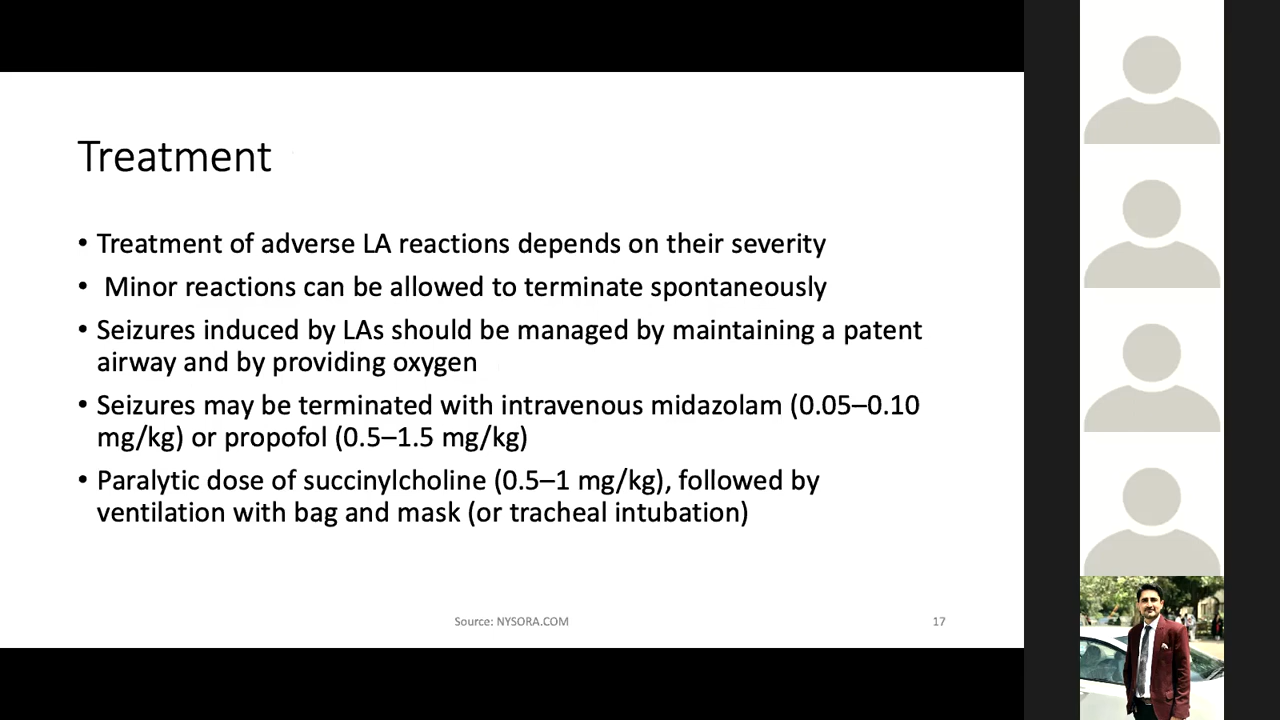 Treatment
• Treatment of adverse LA reactions depends on their severity
• Minor reactions can be allowed to terminate spontaneously
• Seizures induced by LAs should be managed by maintaining a patent
airway and by providing oxygen
• Seizures may be terminated with intravenous midazolam (0.05–0.10
mg/kg) or propofol (0.5–1.5 mg/kg)
• Paralytic dose of succinylcholine (0.5–1 mg/kg), followed by
ventilation with bag and mask (or tracheal intubation)
Source: NYSORA.COM
17